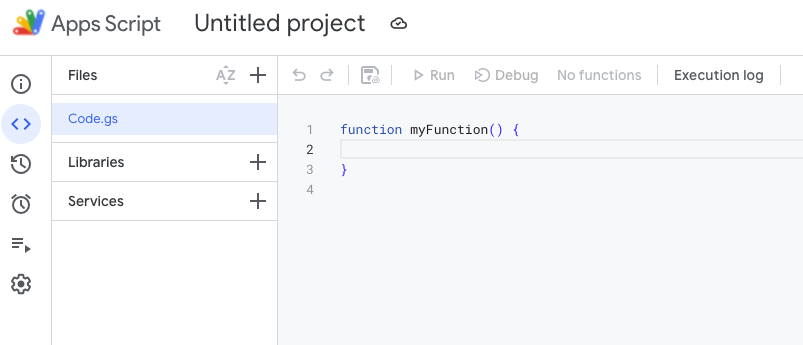 Apps Script Untitled project
Files AZ
Run Debug No functions Execution log
Code.gs
Libraries
Services
1 function myFunction() {
2
3 }
4